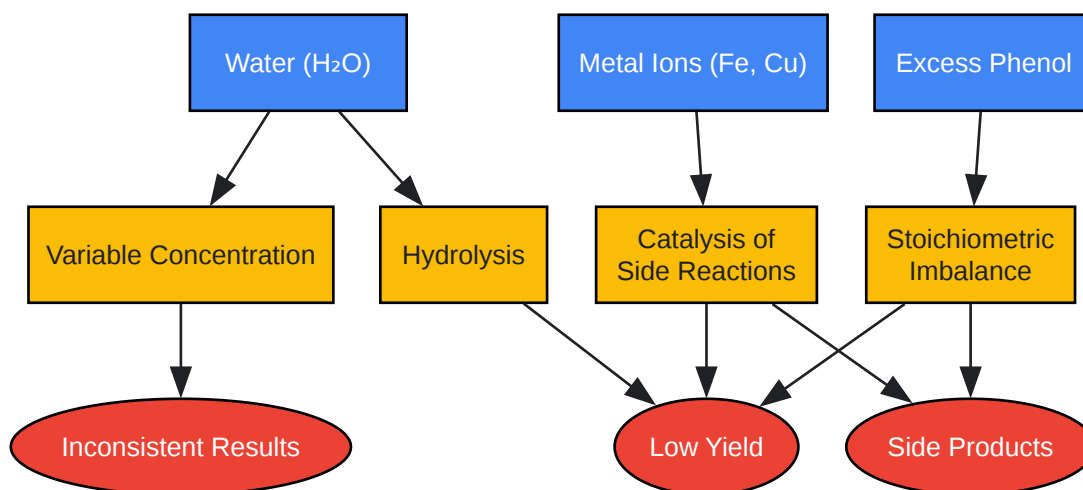 Water (H₂O)
Metal Ions (Fe, Cu)
Excess Phenol
Variable Concentration
Hydrolysis
Catalysis of
Side Reactions
Stoichiometric
Imbalance
Inconsistent Results
Low Yield
Side Products